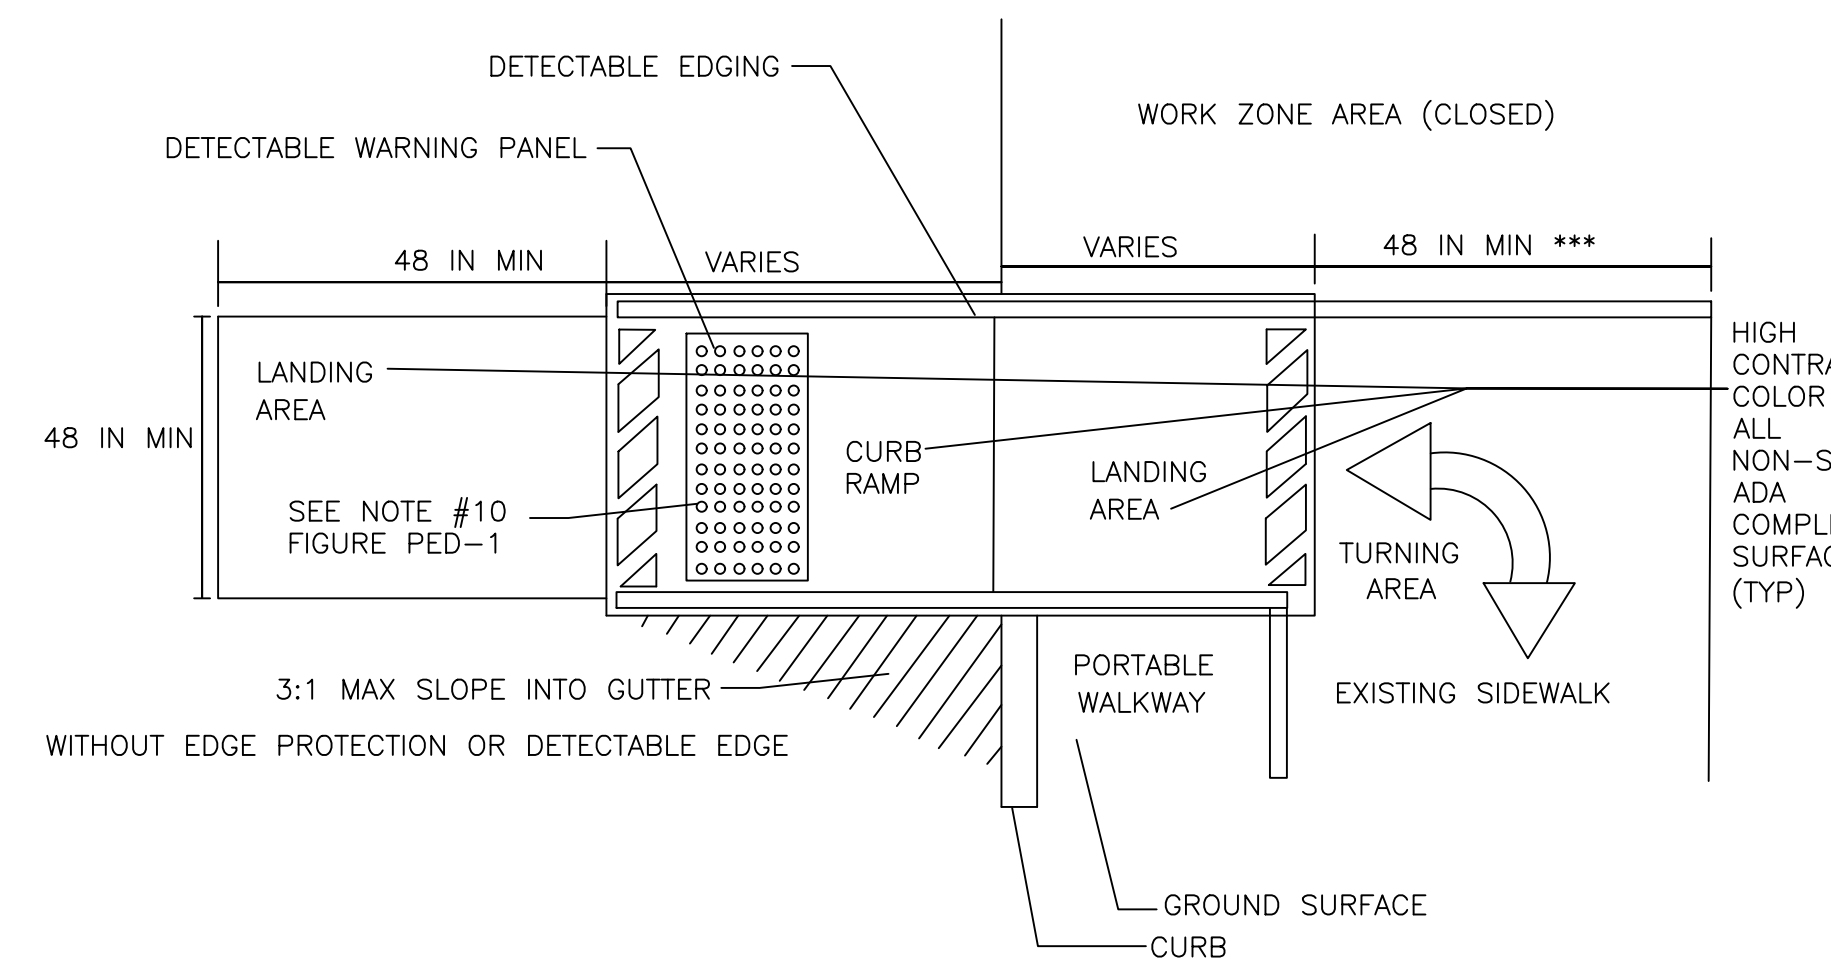 DETECTABLE EDGING
WORK ZONE AREA (CLOSED)
DETECTABLE WARNING PANEL
48 IN MIN
VARIES
VARIES
48 IN MIN ***
LANDING
AREA
48 IN MIN
SEE NOTE #10
FIGURE PED-1
CURB
RAMP
LANDING
AREA
TURNING
AREA
HIGH
COLOR
ALL
ADA
(TYP)
3:1 MAX SLOPE INTO GUTTER
WITHOUT EDGE PROTECTION OR DETECTABLE EDGE
PORTABLE
WALKWAY
EXISTING SIDEWALK
GROUND SURFACE
CURB